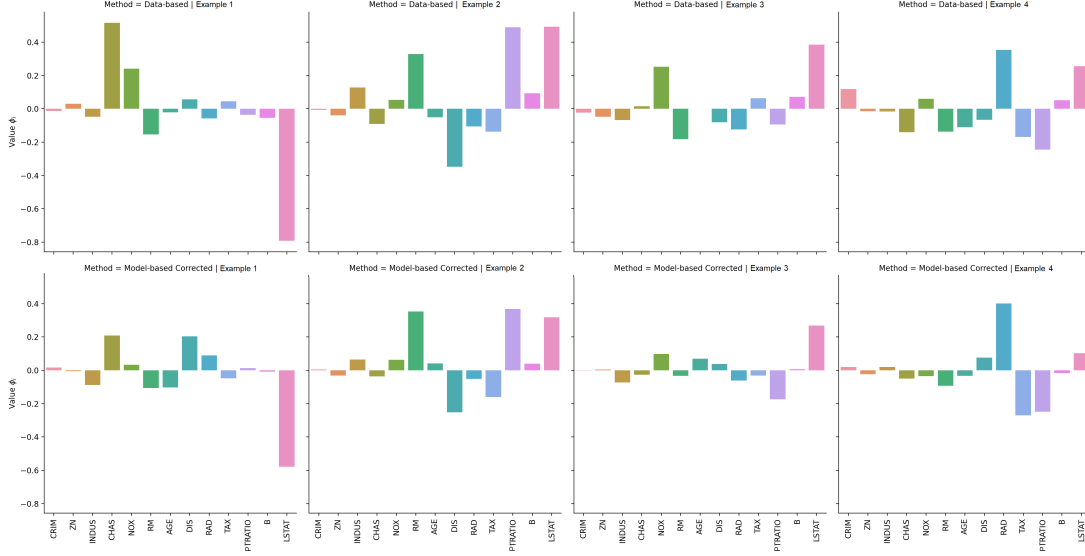 Method = Data-based | Example 1
Method = Data-based | Example 2
Method = Data-based | Example 3
Method = Data-based | Example 4
0.4
0.2
0.0
−0.2
−0.4
−0.6
−0.8
Value ϕᵢ
Method = Model-based Corrected | Example 1
Method = Model-based Corrected | Example 2
Method = Model-based Corrected | Example 3
Method = Model-based Corrected | Example 4
0.4
0.2
0.0
−0.2
−0.4
−0.6
−0.8
Value ϕᵢ
CRIM ZN INDUS CHAS NOX RM AGE DIS RAD TAX PTRATIO B LSTAT
CRIM ZN INDUS CHAS NOX RM AGE DIS RAD TAX PTRATIO B LSTAT
CRIM ZN INDUS CHAS NOX RM AGE DIS RAD TAX PTRATIO B LSTAT
CRIM ZN INDUS CHAS NOX RM AGE DIS RAD TAX PTRATIO B LSTAT